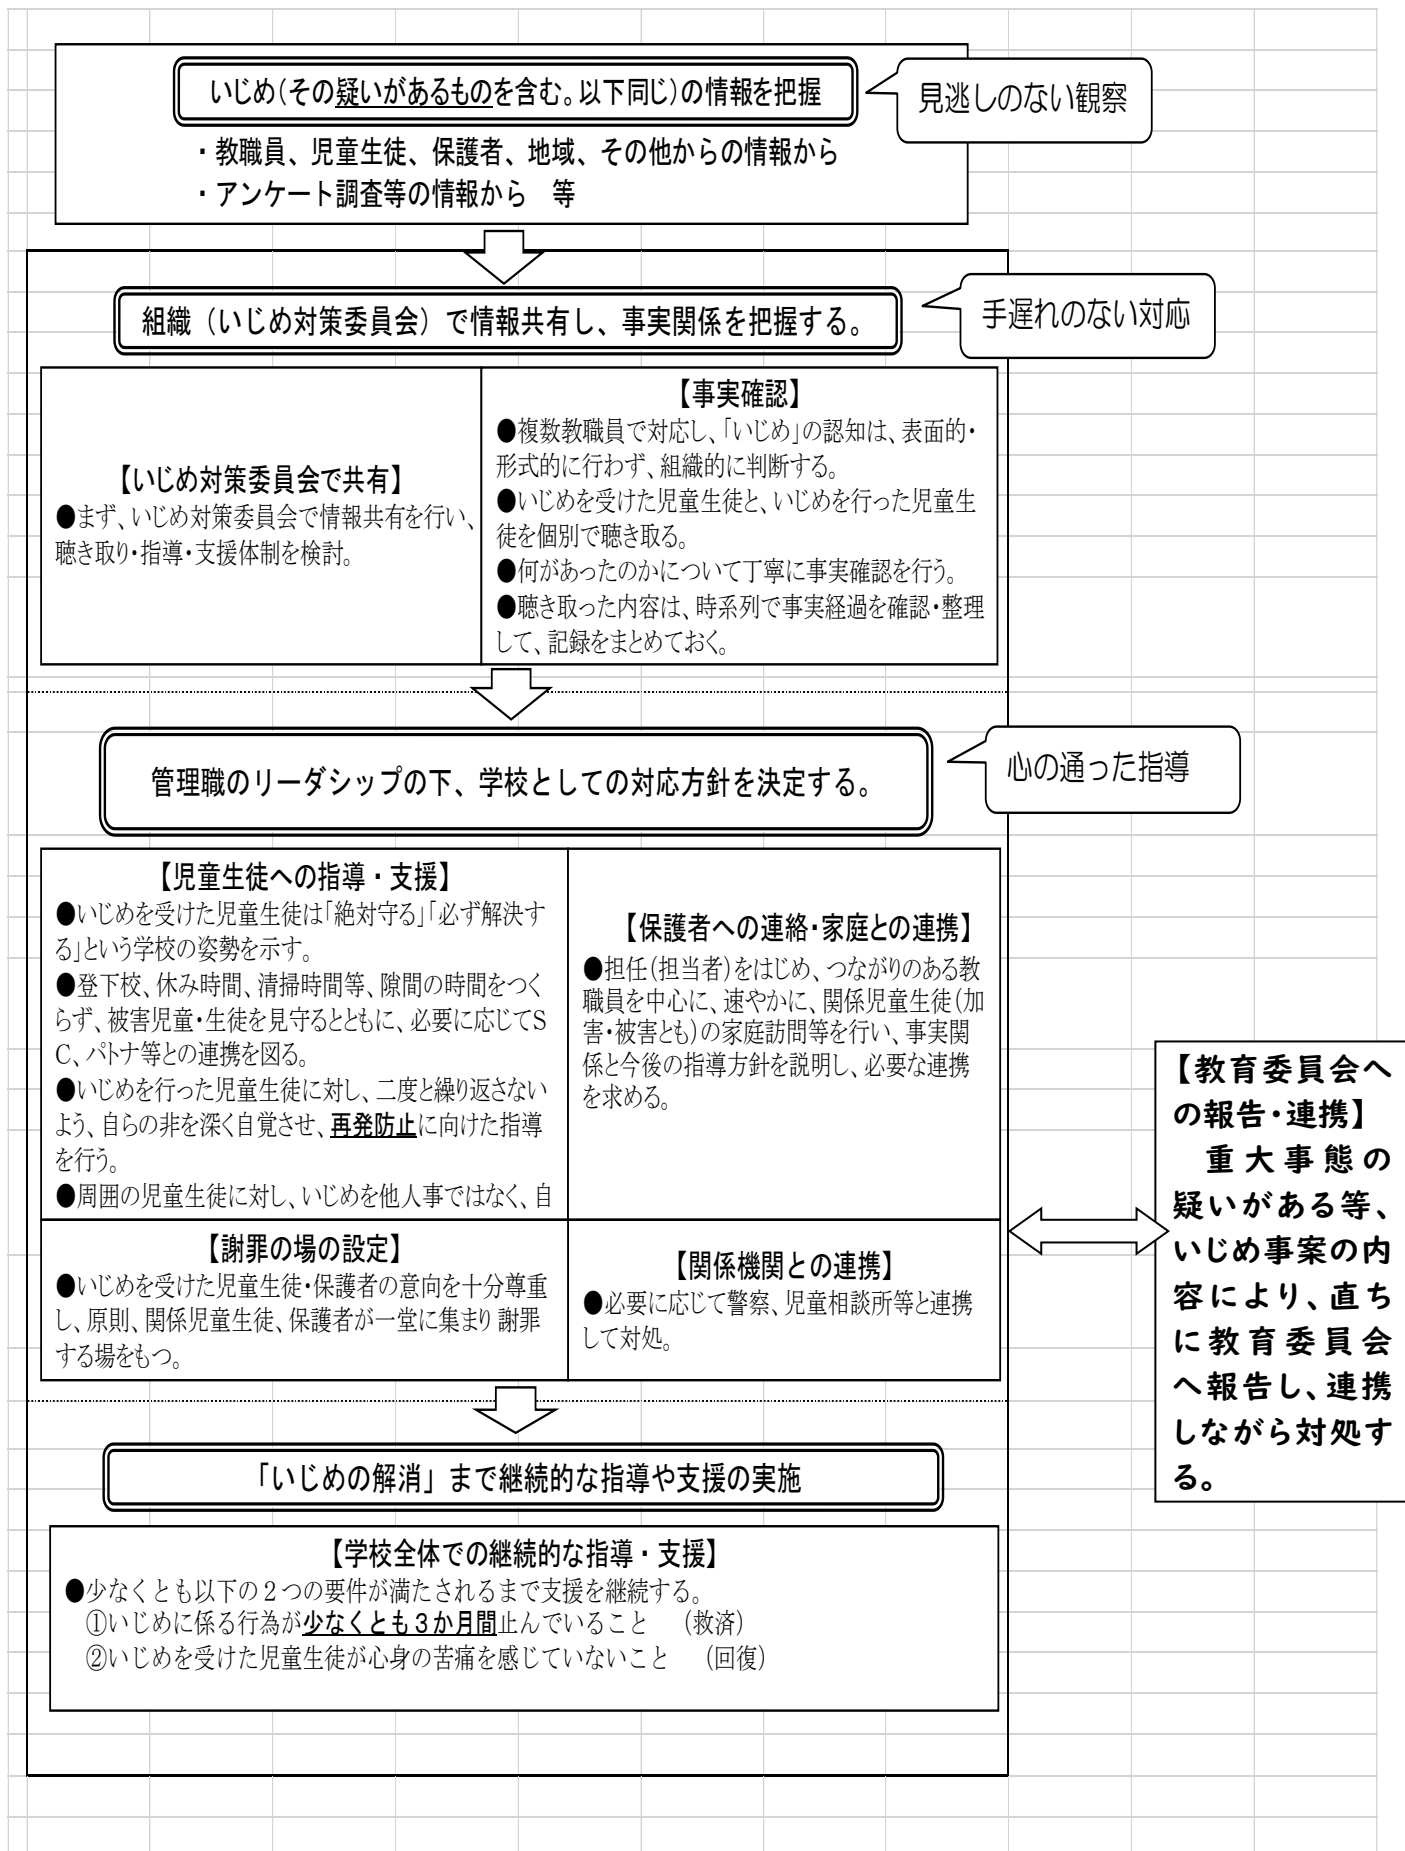 いじめ（その疑いがあるものを含む。以下同じ）の情報を把握
見逃しのない観察
・教職員、児童生徒、保護者、地域、その他からの情報から
・アンケート調査等の情報から　等
組織（いじめ対策委員会）で情報共有し、事実関係を把握する。
手遅れのない対応
【いじめ対策委員会で共有】
●まず、いじめ対策委員会で情報共有を行い、
聴き取り・指導・支援体制を検討。
【事実確認】
●複数教職員で対応し、「いじめ」の認知は、表面的・
形式的に行わず、組織的に判断する。
●いじめを受けた児童生徒と、いじめを行った児童生
徒を個別で聴き取る。
●何があったのかについて丁寧に事実確認を行う。
●聴き取った内容は、時系列で事実経過を確認・整理
して、記録をまとめておく。
管理職のリーダシップの下、学校としての対応方針を決定する。
心の通った指導
【児童生徒への指導・支援】
●いじめを受けた児童生徒は「絶対守る」「必ず解決す
る」という学校の姿勢を示す。
●登下校、休み時間、清掃時間等、隙間の時間をつく
らず、被害児童・生徒を見守るとともに、必要に応じてS
C、パトナ等との連携を図る。
●いじめを行った児童生徒に対し、二度と繰り返さない
よう、自らの非を深く自覚させ、再発防止に向けた指導
を行う。
●周囲の児童生徒に対し、いじめを他人事ではなく、自
【保護者への連絡・家庭との連携】
●担任（担当者）をはじめ、つながりのある教
職員を中心に、速やかに、関係児童生徒（加
害・被害とも）の家庭訪問等を行い、事実関
係と今後の指導方針を説明し、必要な連携
を求める。
【謝罪の場の設定】
●いじめを受けた児童生徒・保護者の意向を十分尊重
し、原則、関係児童生徒、保護者が一堂に集まり 謝罪
する場をもつ。
【関係機関との連携】
●必要に応じて警察、児童相談所等と連携
して対処。
【教育委員会へ
の報告・連携】
重大事態の
疑いがある等、
いじめ事案の内
容により、直ち
に教育委員会
へ報告し、連携
しながら対処す
る。
「いじめの解消」まで継続的な指導や支援の実施
【学校全体での継続的な指導・支援】
●少なくとも以下の２つの要件が満たされるまで支援を継続する。
①いじめに係る行為が少なくとも３か月間止んでいること　（救済）
②いじめを受けた児童生徒が心身の苦痛を感じていないこと　（回復）